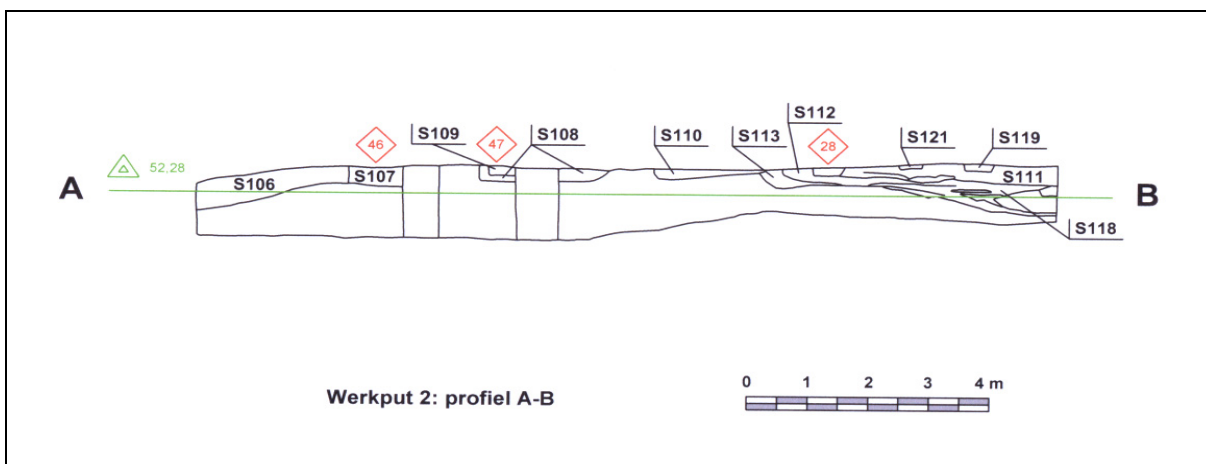 S112
S109
S108
S110
S113
S121
S119
46
47
28
52.28
A
S106
S107
S111
B
S118
Werkput 2: profiel A-B
0 1 2 3 4 m